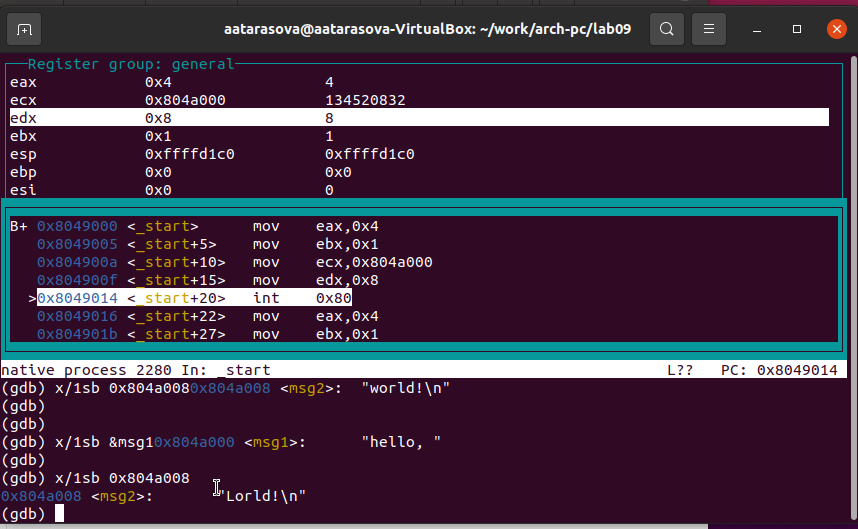 aatarasova@aatarasova-VirtualBox: ~/work/arch-pc/lab09
Register group: general
eax 0x4 4
ecx 0x804a000 134520832
edx 0x8 8
ebx 0x1 1
esp 0xffffd1c0 0xffffd1c0
ebp 0x0 0x0
esi 0x0 0
B+ 0x8049000 <_start> mov eax,0x4
0x8049005 <_start+5> mov ebx,0x1
0x804900a <_start+10> mov ecx,0x804a000
0x804900f <_start+15> mov edx,0x8
>0x8049014 <_start+20> int 0x80
0x8049016 <_start+22> mov eax,0x4
0x804901b <_start+27> mov ebx,0x1
native process 2280 In: _start L?? PC: 0x8049014
(gdb) x/1sb 0x804a0080x804a008 <msg2>: "world!\n"
(gdb)
(gdb)
(gdb) x/1sb &msg10x804a000 <msg1>: "hello, "
(gdb)
(gdb) x/1sb 0x804a008
0x804a008 <msg2>: "Lorld!\n"
(gdb)